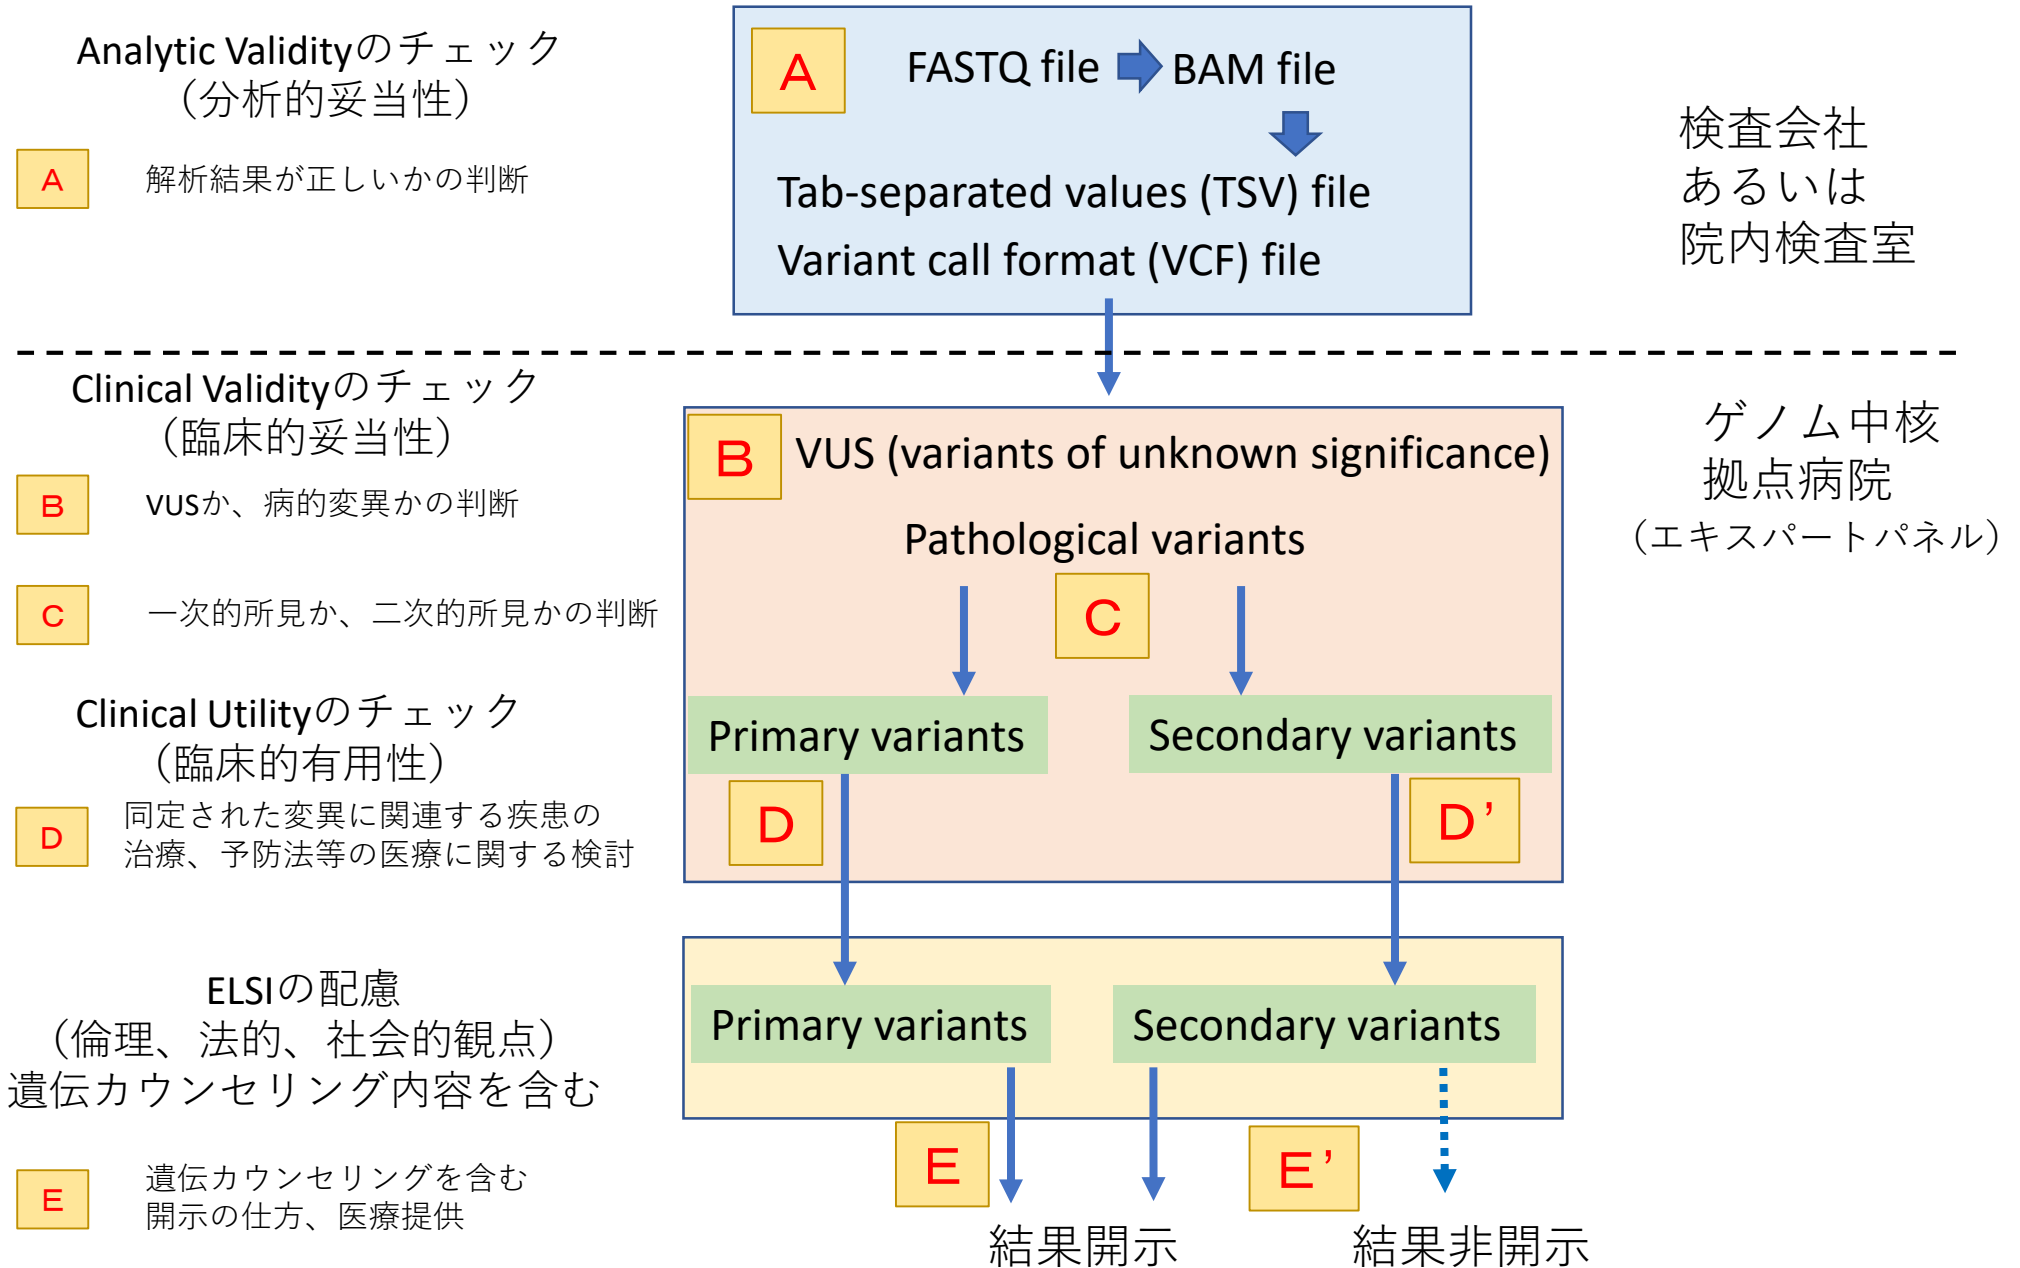 Analytic Validityのチェック
（分析的妥当性）
A
解析結果が正しいかの判断
A
FASTQ file
BAM file
Tab-separated values (TSV) file
Variant call format (VCF) file
検査会社
あるいは
院内検査室
Clinical Validityのチェック
（臨床的妥当性）
B
VUSか、病的変異かの判断
C
一次的所見か、二次的所見かの判断
Clinical Utilityのチェック
（臨床的有用性）
D
同定された変異に関連する疾患の
治療、予防法等の医療に関する検討
B
VUS (variants of unknown significance)
Pathological variants
C
Primary variants
Secondary variants
D
D’
ゲノム中核
拠点病院
（エキスパートパネル）
ELSIの配慮
（倫理、法的、社会的観点）
遺伝カウンセリング内容を含む
E
遺伝カウンセリングを含む
開示の仕方、医療提供
Primary variants
Secondary variants
E
E’
結果開示
結果非開示